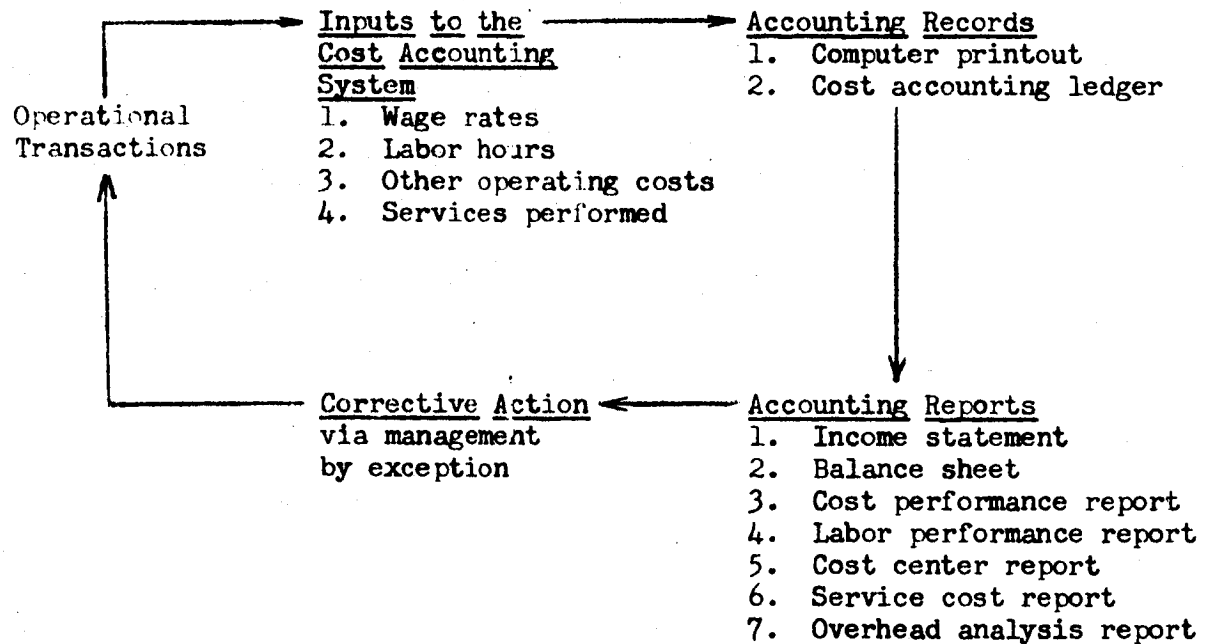 Operational
Transactions
Inputs to the
Cost Accounting
System
1. Wage rates
2. Labor hours
3. Other operating costs
4. Services performed
Accounting Records
1. Computer printout
2. Cost accounting ledger
Accounting Reports
1. Income statement
2. Balance sheet
3. Cost performance report
4. Labor performance report
5. Cost center report
6. Service cost report
7. Overhead analysis report
Corrective Action
via management
by exception